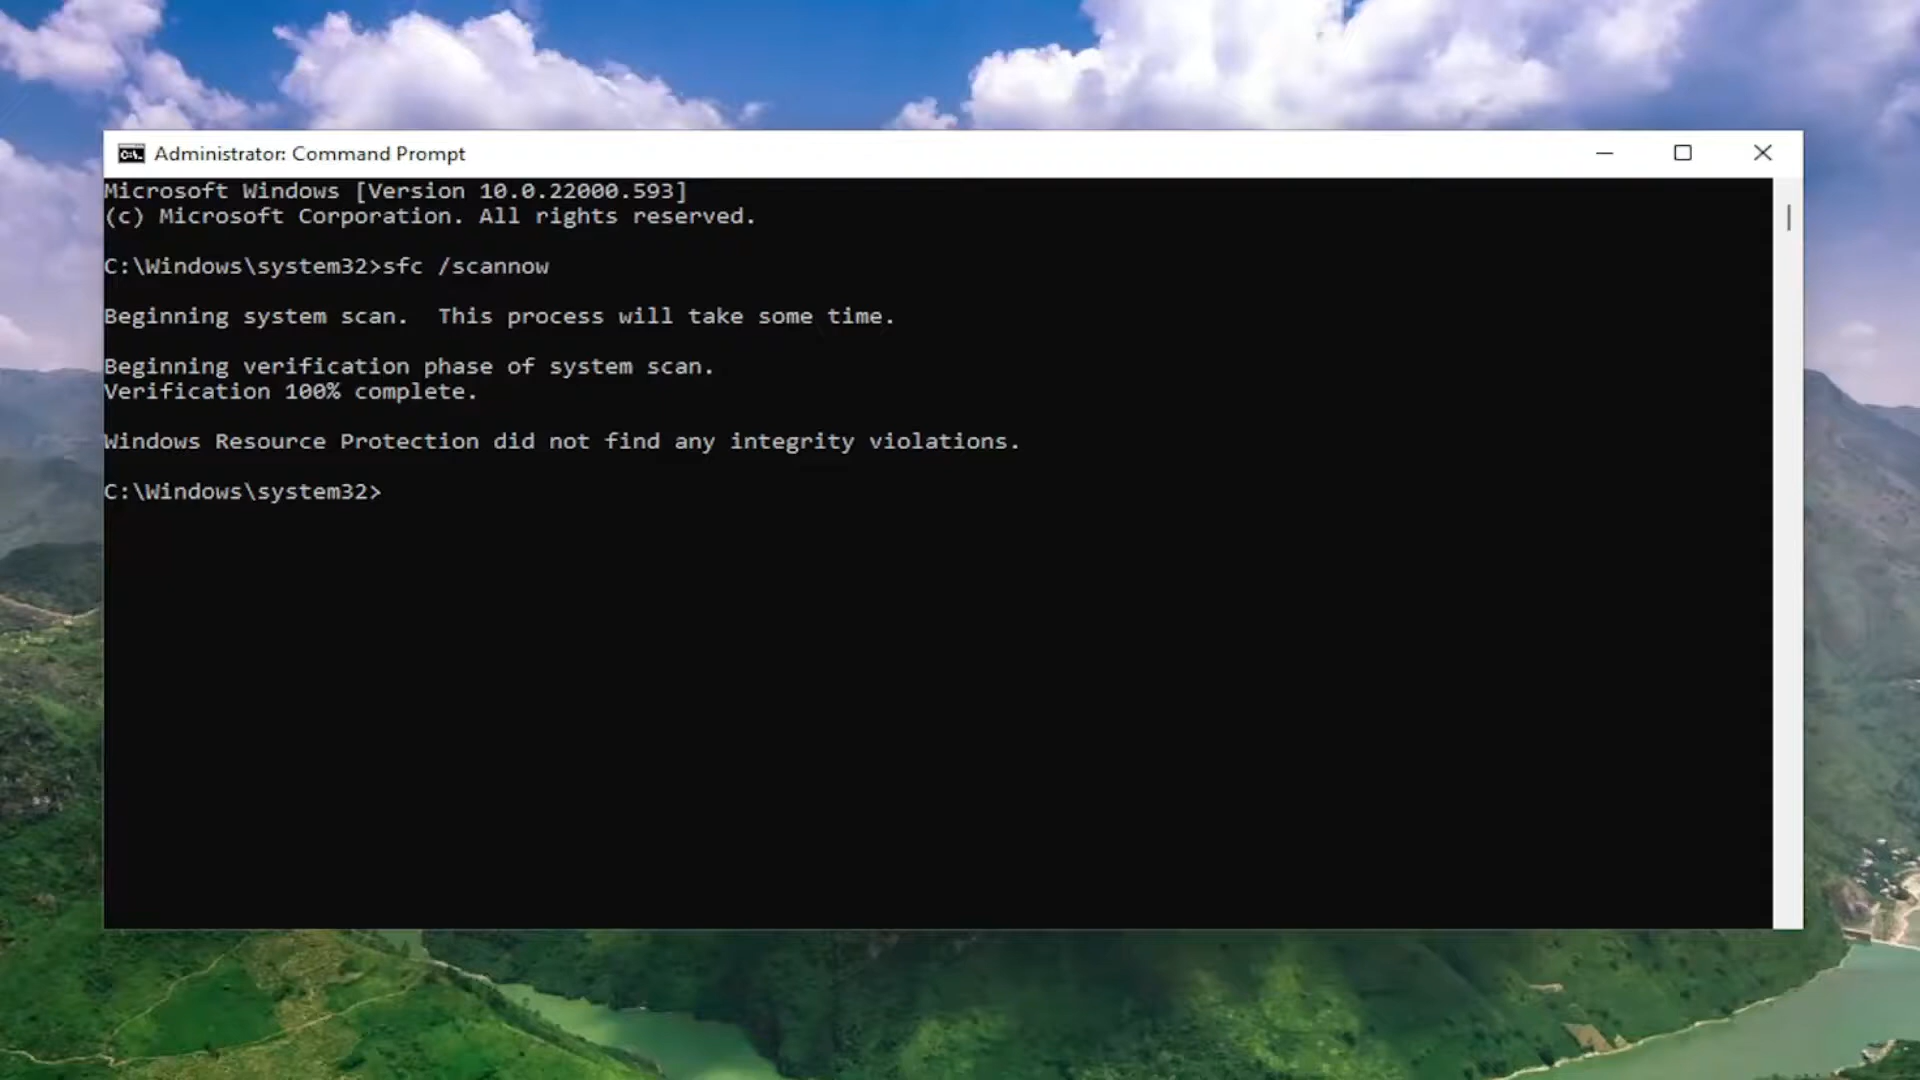 Administrator: Command Prompt
Microsoft Windows [Version 10.0.22000.593]
(c) Microsoft Corporation. All rights reserved.
C:\Windows\system32>sfc /scannow
Beginning system scan.  This process will take some time.
Beginning verification phase of system scan.
Verification 100% complete.
Windows Resource Protection did not find any integrity violations.
C:\Windows\system32>